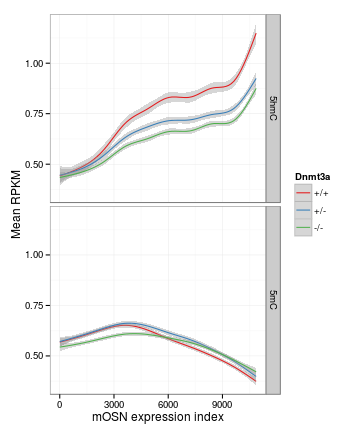 1.00
0.75
0.50
5hmC
1.00
0.75
0.50
5mC
Mean RPKM
0 3000 6000 9000
mOSN expression index
Dnmt3a
+/+
+/-
-/-